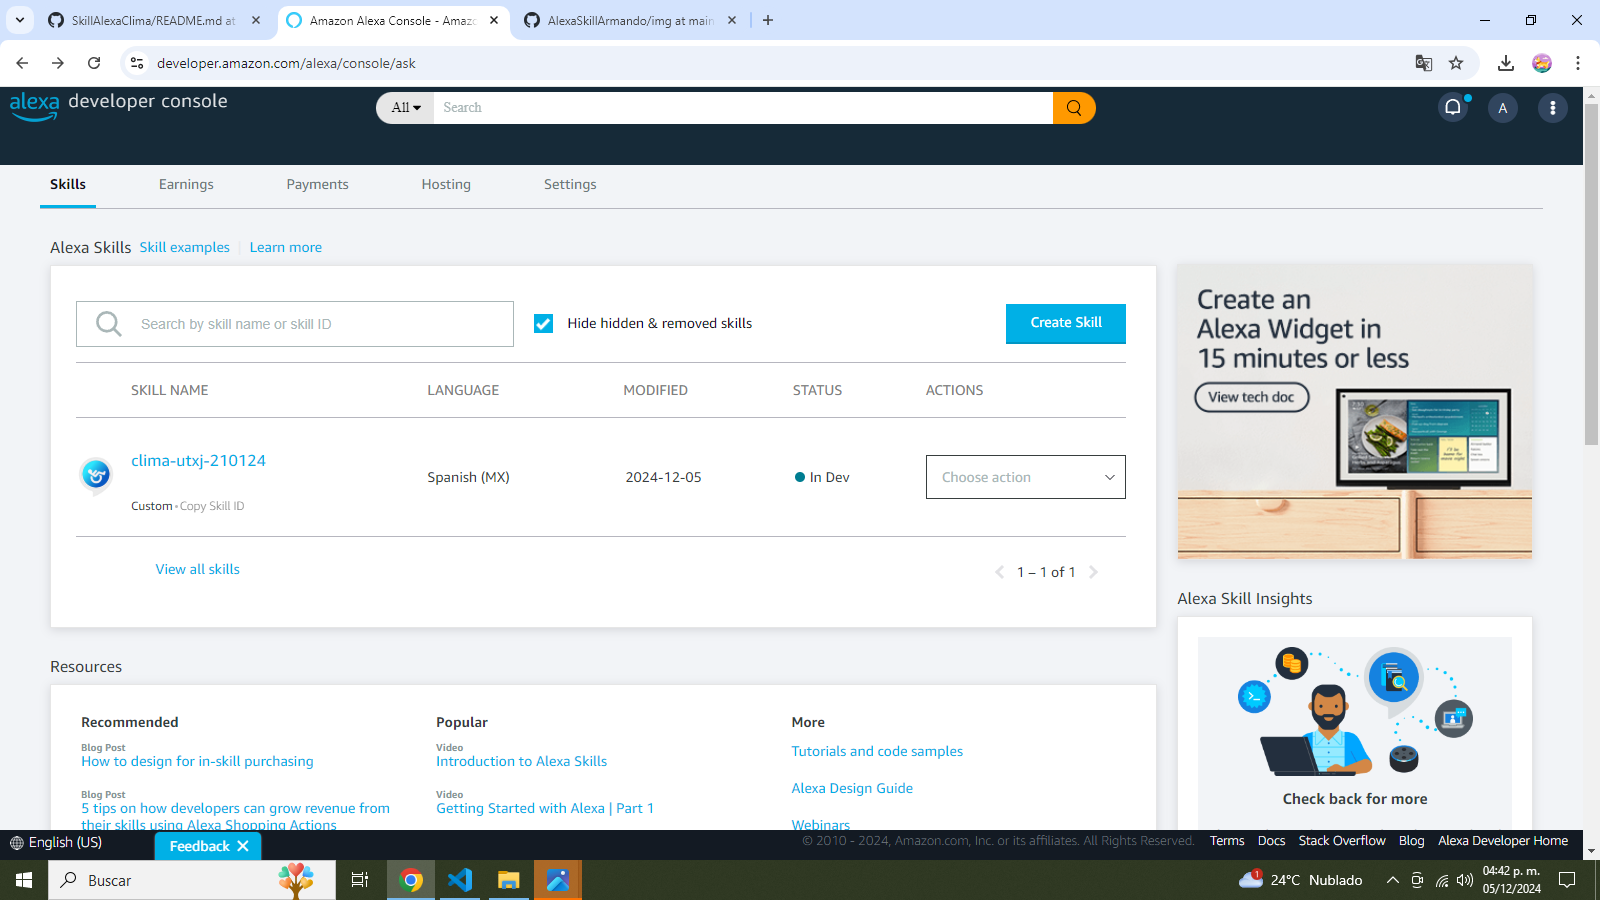 SkillAlexaClima/README.md at
Amazon Alexa Console - Amaz
AlexaSkillArmando/img at main
developer.amazon.com/alexa/console/ask
alexa developer console
All
Search
A
Skills
Earnings
Payments
Hosting
Settings
Alexa Skills
Skill examples
Learn more
Search by skill name or skill ID
Hide hidden & removed skills
Create Skill
SKILL NAME
LANGUAGE
MODIFIED
STATUS
ACTIONS
clima-utxj-210124
Spanish (MX)
2024-12-05
In Dev
Choose action
Custom • Copy Skill ID
View all skills
1 – 1 of 1
Create an
Alexa Widget in
15 minutes or less
View tech doc
Alexa Skill Insights
Check back for more
Resources
Recommended
Blog Post
How to design for in-skill purchasing
Blog Post
5 tips on how developers can grow revenue from
their skills using Alexa Shopping Actions
Popular
Video
Introduction to Alexa Skills
Video
Getting Started with Alexa | Part 1
More
Tutorials and code samples
Alexa Design Guide
Webinars
English (US)
Feedback
© 2010 - 2024, Amazon.com, Inc. or its affiliates. All Rights Reserved.
Terms
Docs
Stack Overflow
Blog
Alexa Developer Home
Buscar
1
24°C Nublado
04:42 p. m.
05/12/2024